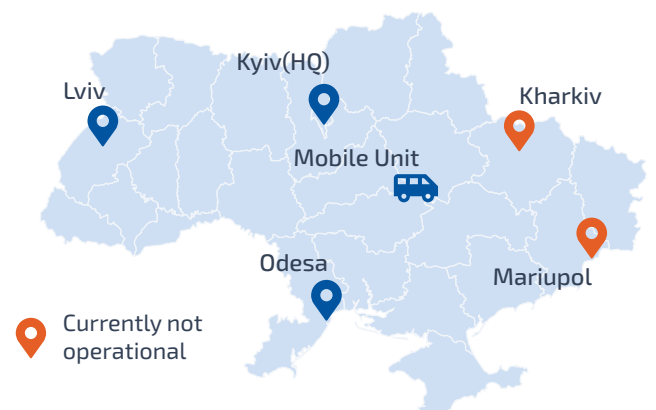 Kyiv(HQ)
Lviv
Kharkiv
Mobile Unit
Odesa
Mariupol
Currently not
operational